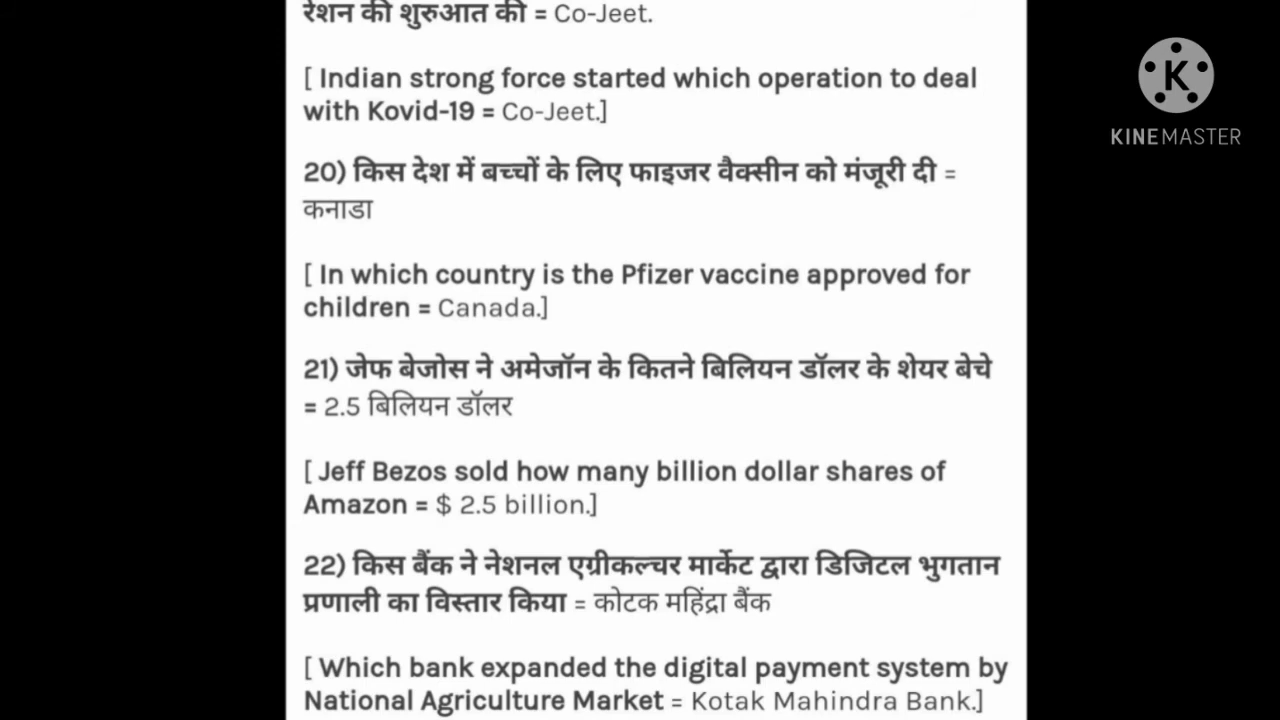 रेशन की शुरुआत की = Co-Jeet.
[ Indian strong force started which operation to deal
with Kovid-19 = Co-Jeet.]
20) किस देश में बच्चों के लिए फाइजर वैक्सीन को मंजूरी दी =
कनाडा
[ In which country is the Pfizer vaccine approved for
children = Canada.]
21) जेफ बेजोस ने अमेजॉन के कितने बिलियन डॉलर के शेयर बेचे
= 2.5 बिलियन डॉलर
[ Jeff Bezos sold how many billion dollar shares of
Amazon = $ 2.5 billion.]
22) किस बैंक ने नेशनल एग्रीकल्चर मार्केट द्वारा डिजिटल भुगतान
प्रणाली का विस्तार किया = कोटक महिंद्रा बैंक
[ Which bank expanded the digital payment system by
National Agriculture Market = Kotak Mahindra Bank.]
K
KINEMASTER